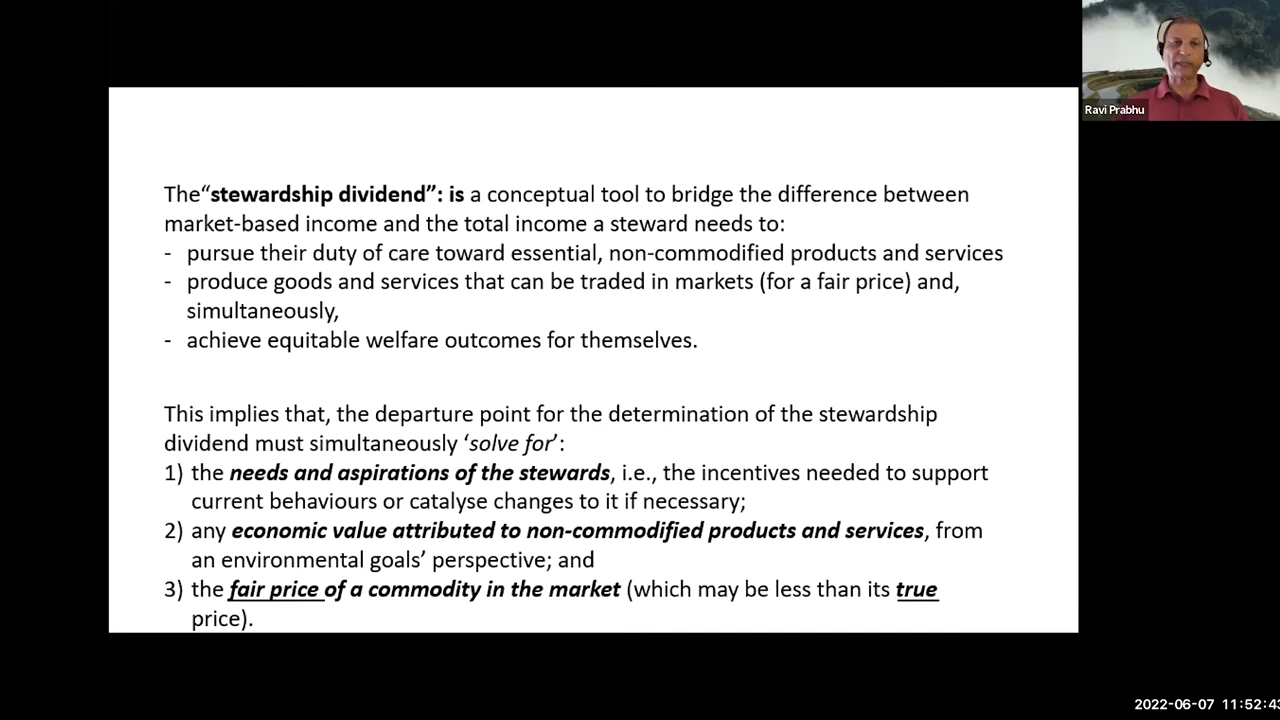 Ravi Prabhu
The“stewardship dividend”: is a conceptual tool to bridge the difference between
market-based income and the total income a steward needs to:
- pursue their duty of care toward essential, non-commodified products and services
- produce goods and services that can be traded in markets (for a fair price) and,
simultaneously,
- achieve equitable welfare outcomes for themselves.
This implies that, the departure point for the determination of the stewardship
dividend must simultaneously ‘solve for’:
1) the needs and aspirations of the stewards, i.e., the incentives needed to support
current behaviours or catalyse changes to it if necessary;
2) any economic value attributed to non-commodified products and services, from
an environmental goals’ perspective; and
3) the fair price of a commodity in the market (which may be less than its true
price).
2022-06-07 11:52:43